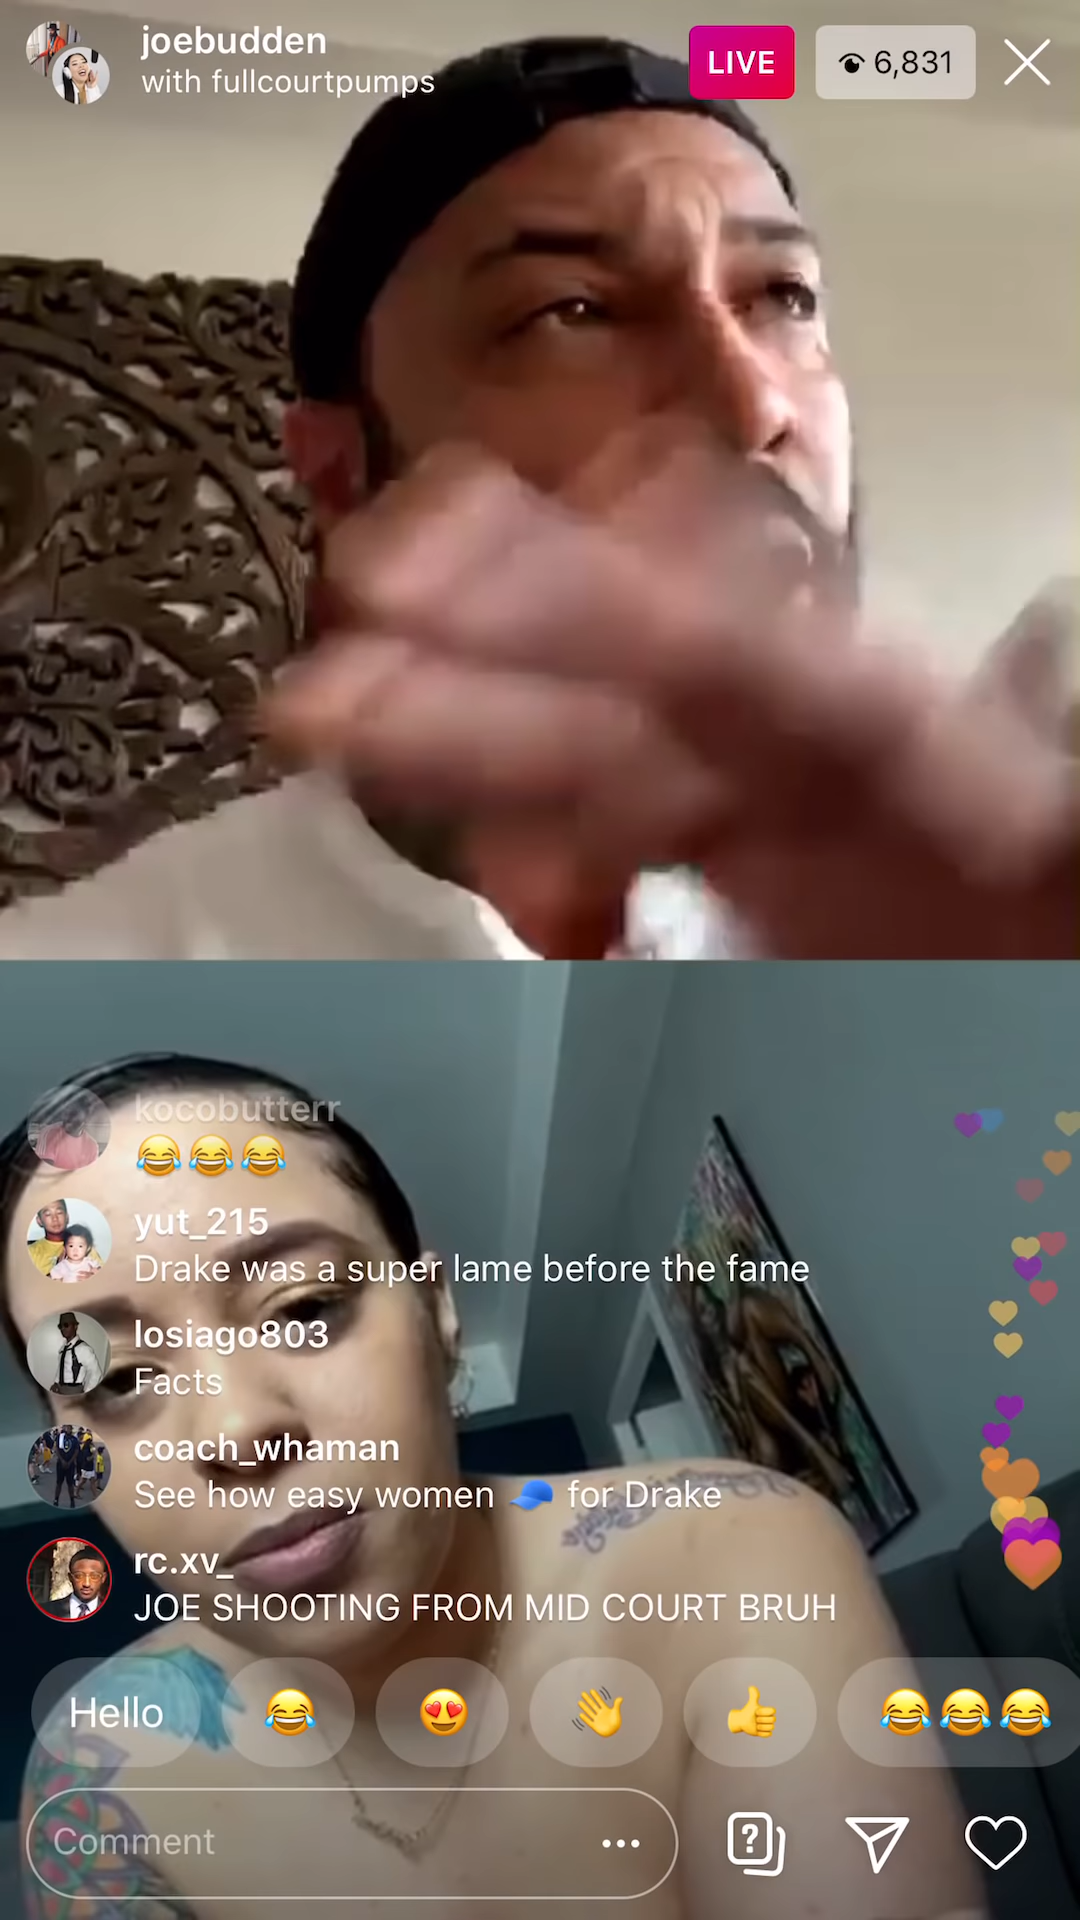 joebudden
with fullcourtpumps
LIVE
6,831
kocobutterr
😂😂😂
yut_215
Drake was a super lame before the fame
losiago803
Facts
coach_whaman
See how easy women 🧢 for Drake
rc.xv_
JOE SHOOTING FROM MID COURT BRUH
Hello 😂 😍 👋 👍 😂😂😂
Comment